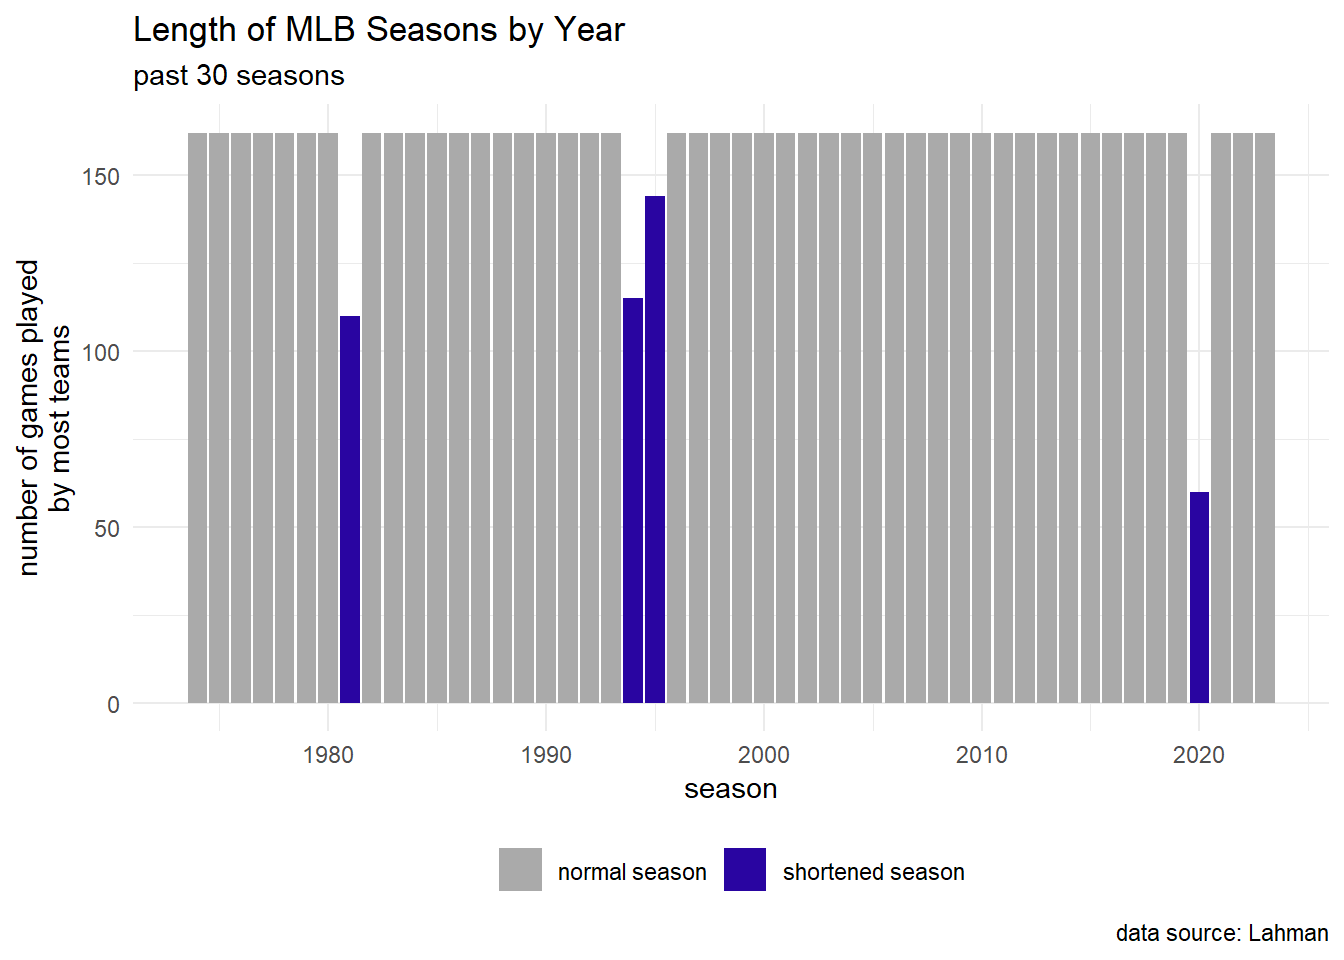 Length of MLB Seasons by Year
past 30 seasons
number of games played
by most teams
150
100
50
0
1980
1990
2000
2010
2020
season
normal season
shortened season
data source: Lahman